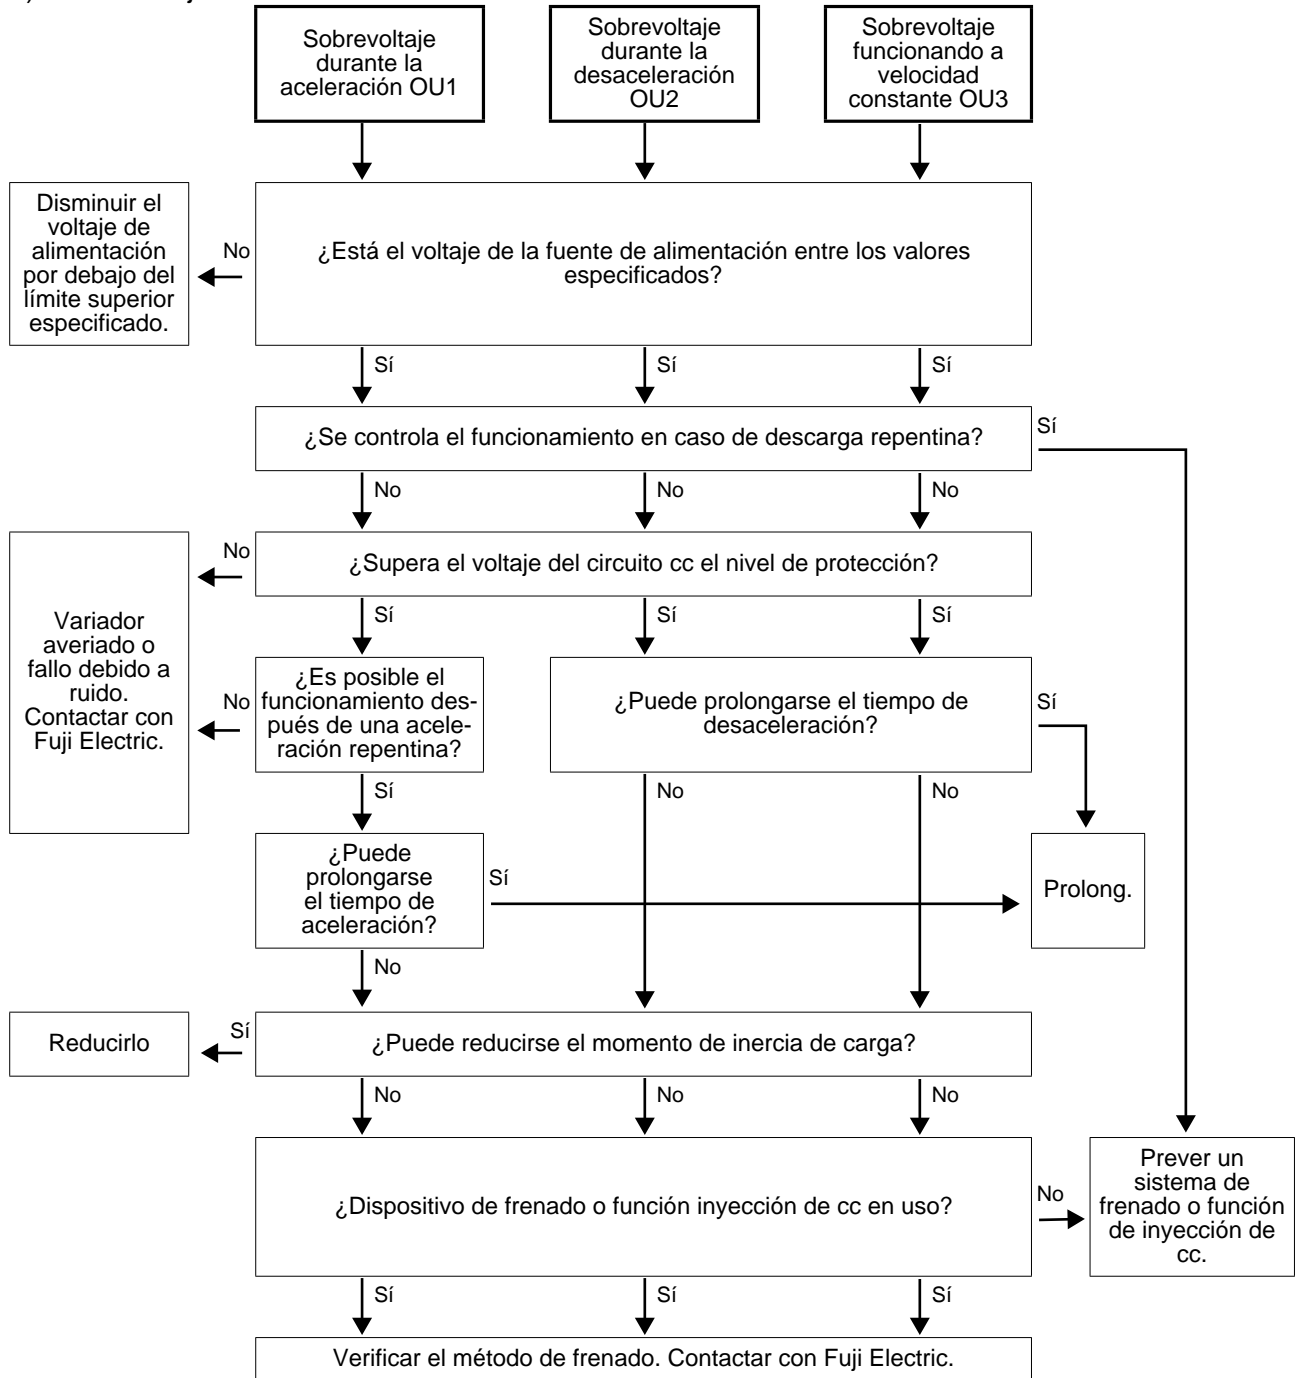 Sobrevoltaje
durante la
aceleración OU1
Sobrevoltaje
durante la
desaceleración
OU2
Sobrevoltaje
funcionando a
velocidad
constante OU3
Disminuir el
voltaje de
alimentación
por debajo del
límite superior
especificado.
No
¿Está el voltaje de la fuente de alimentación entre los valores
especificados?
Sí
Sí
Sí
¿Se controla el funcionamiento en caso de descarga repentina?
Sí
No
No
No
Variador
averiado o
fallo debido a
ruido.
Contactar con
Fuji Electric.
No
¿Supera el voltaje del circuito cc el nivel de protección?
Sí
Sí
Sí
No
¿Es posible el
funcionamiento des-
pués de una acele-
ración repentina?
¿Puede prolongarse el tiempo de
desaceleración?
Sí
Sí
No
No
¿Puede
prolongarse
el tiempo de
aceleración?
Sí
Prolong.
No
Reducirlo
Sí
¿Puede reducirse el momento de inercia de carga?
No
No
No
¿Dispositivo de frenado o función inyección de cc en uso?
No
Prever un
sistema de
frenado o función
de inyección de
cc.
Sí
Sí
Sí
Verificar el método de frenado. Contactar con Fuji Electric.